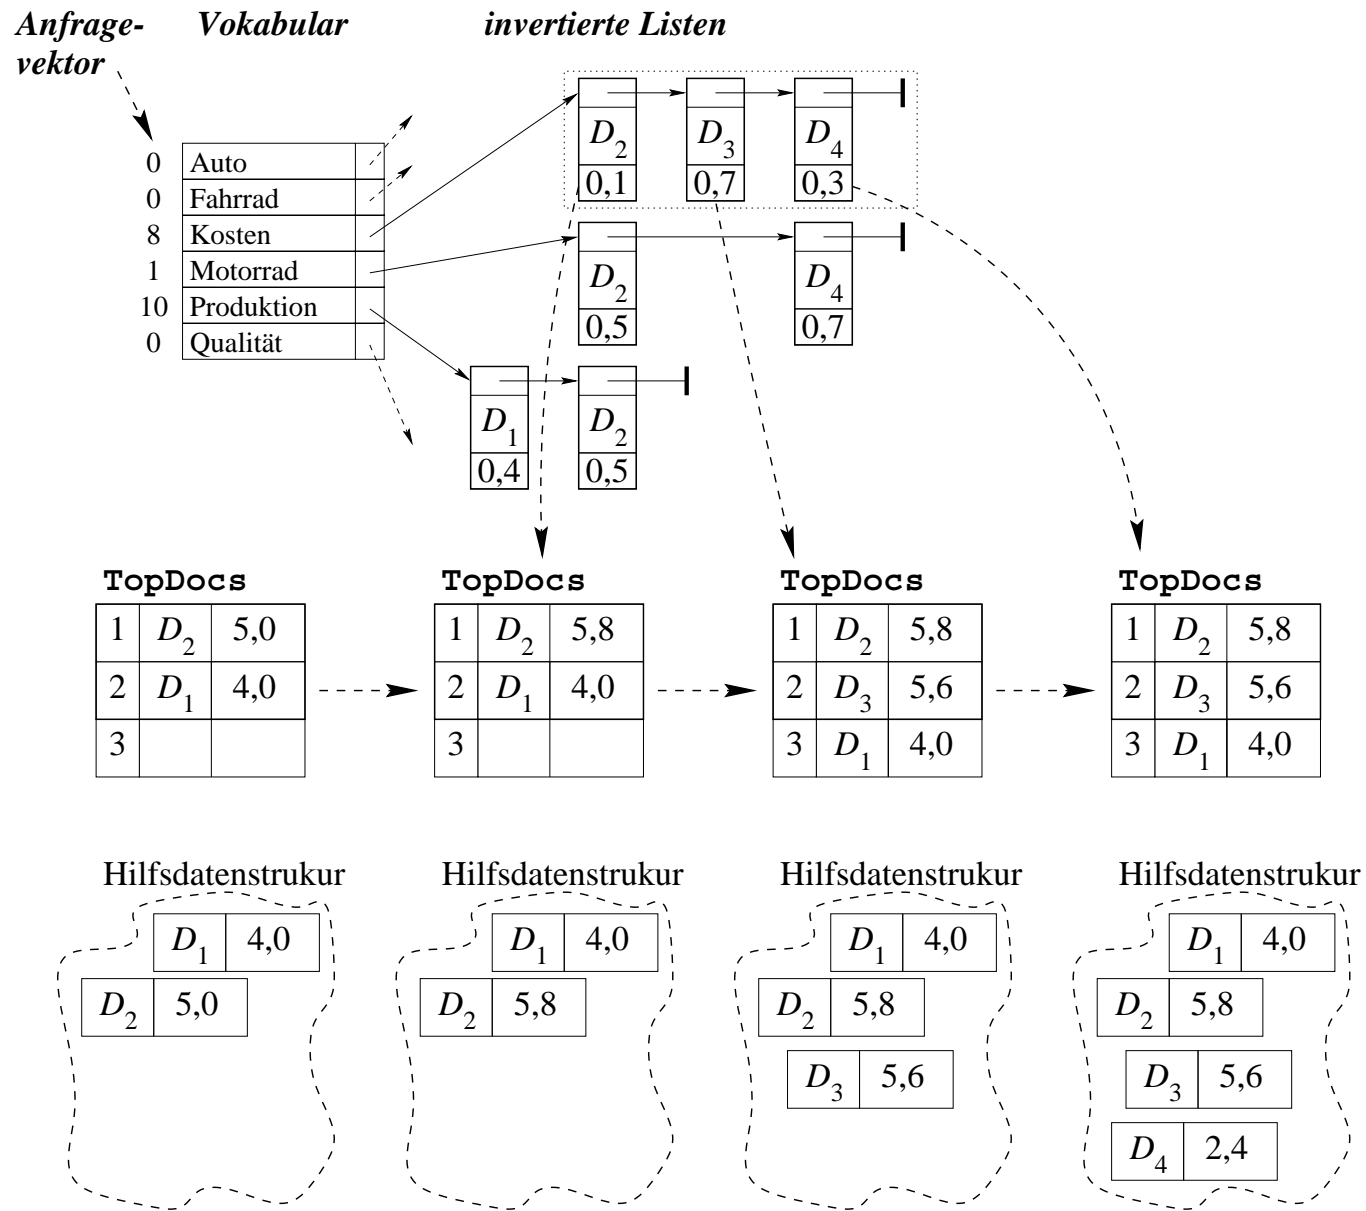 Anfrage- Vokabular invertierte Listen
vektor
D2 D3 D4
0,1 0,7 0,3
0 Auto
0 Fahrrad
8 Kosten
1 Motorrad
10 Produktion
0 Qualität
D2 D4
0,5 0,7
D1 D2
0,4 0,5
TopDocs TopDocs TopDocs TopDocs
1 D2 5,0 1 D2 5,8 1 D2 5,8 1 D2 5,8
2 D1 4,0 2 D1 4,0 2 D3 5,6 2 D3 5,6
3 3 3 D1 4,0 3 D1 4,0
Hilfsdatenstrukur Hilfsdatenstrukur Hilfsdatenstrukur Hilfsdatenstrukur
D1 4,0 D1 4,0 D1 4,0 D1 4,0
D2 5,0 D2 5,8 D2 5,8 D2 5,8
D3 5,6 D3 5,6
D4 2,4